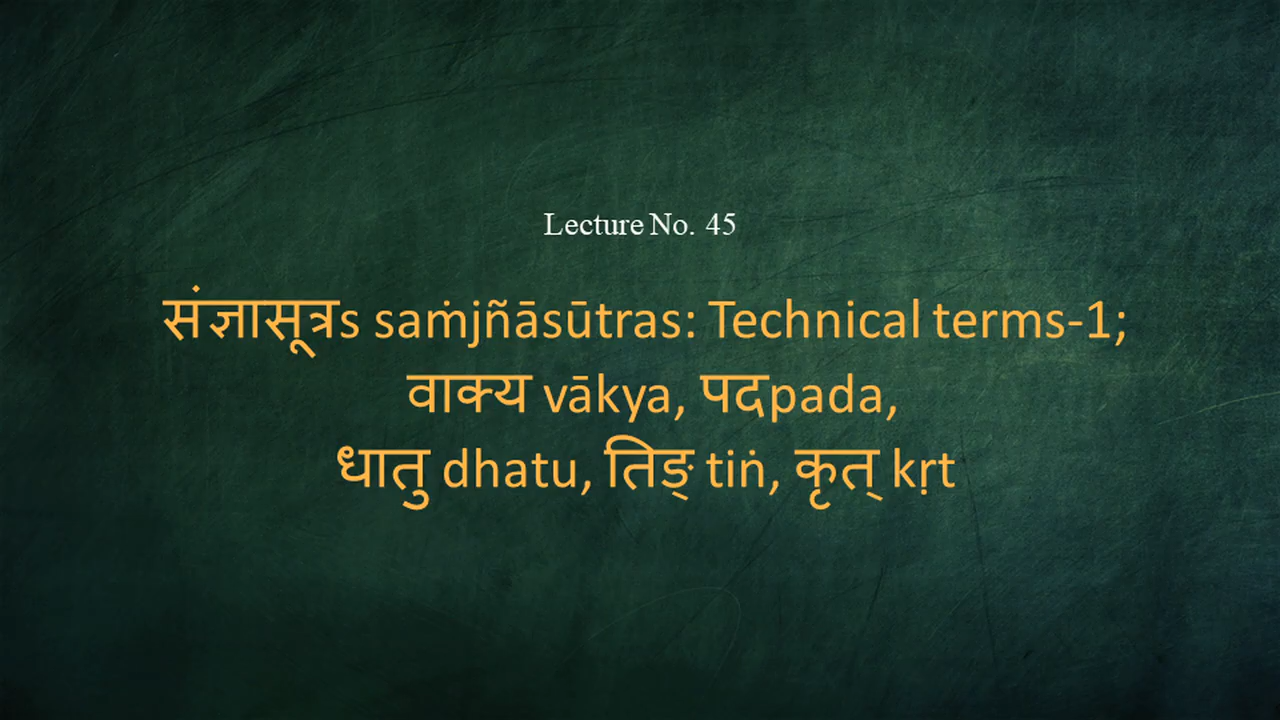 Lecture No. 45
संज्ञासूत्रs saṁjñāsūtras: Technical terms-1;
वाक्य vākya, पदpada,
धातु dhatu, तिङ् tiṅ, कृत् kṛt